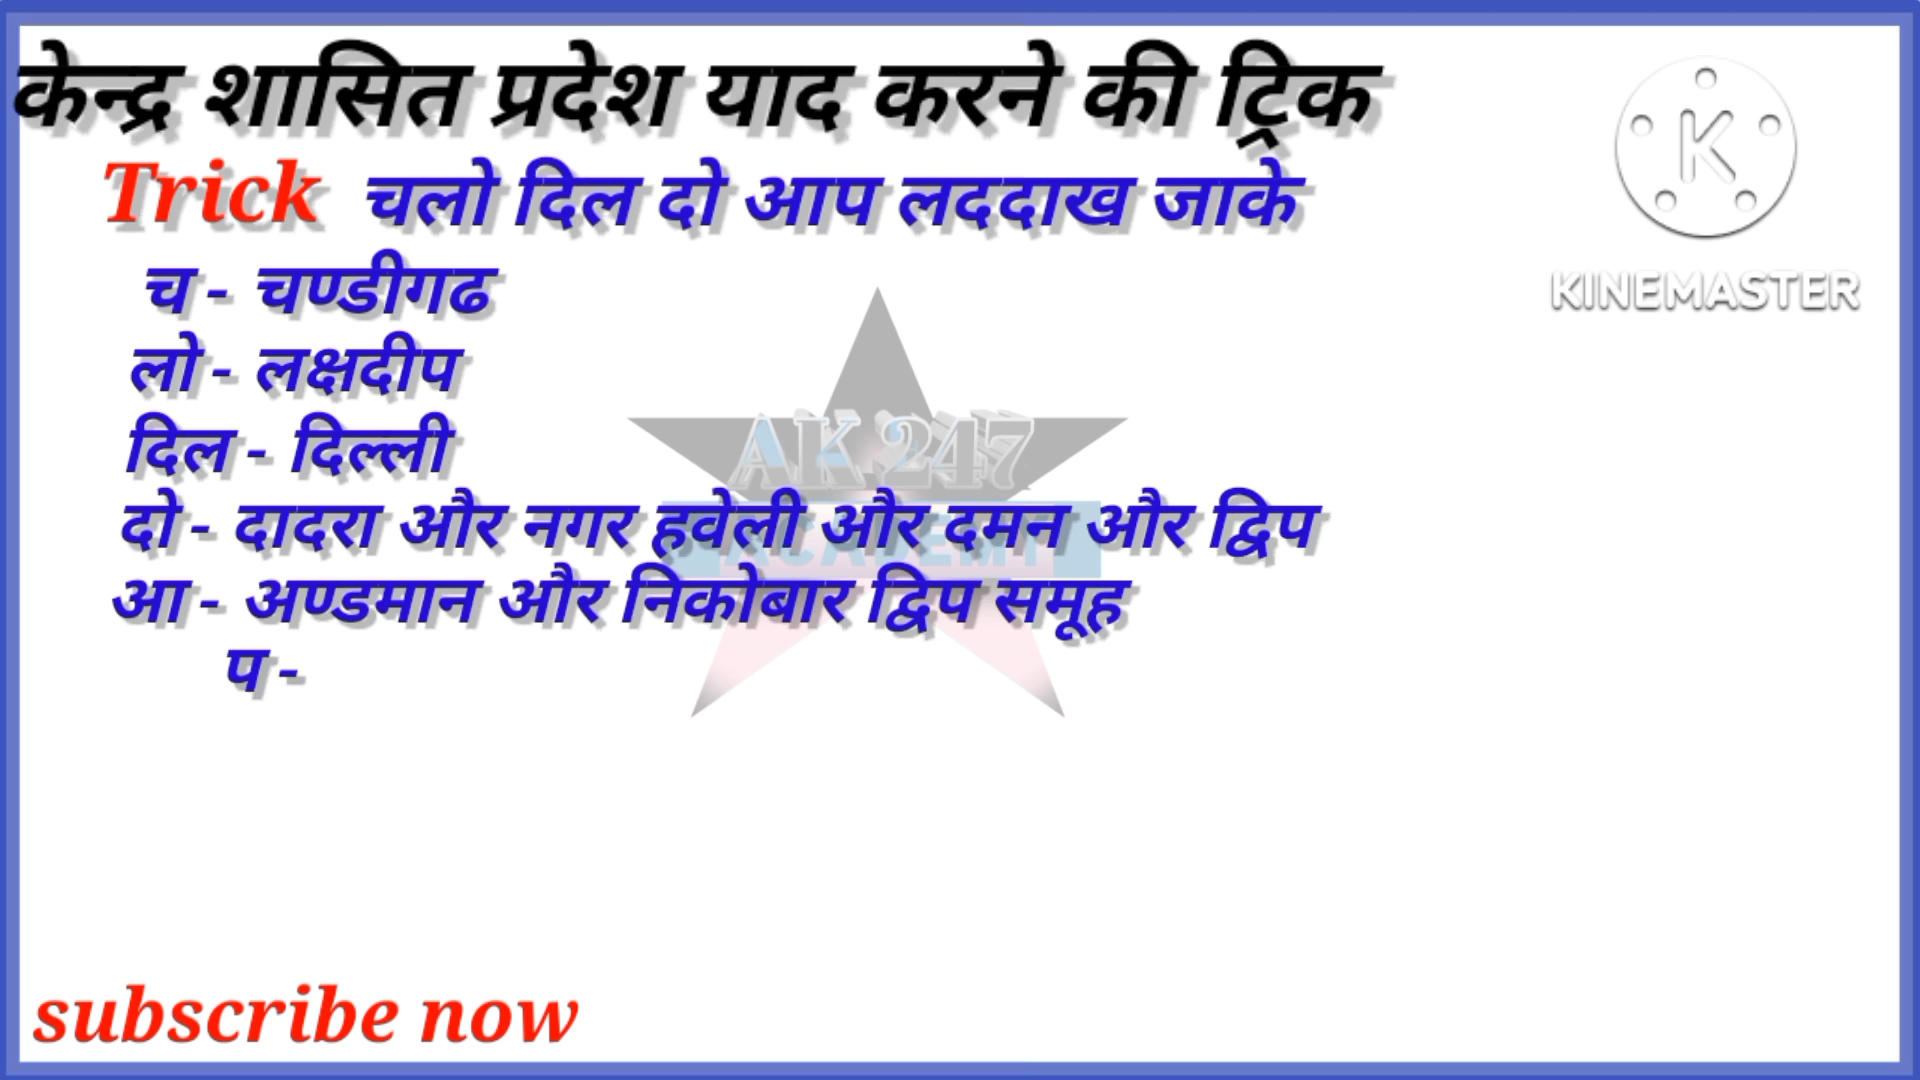 केन्द्र शासित प्रदेश याद करने की ट्रिक
Trick चलो दिल दो आप लददाख जाके
च - चण्डीगढ
लो - लक्षदीप
दिल - दिल्ली
दो - दादरा और नगर हवेली और दमन और द्विप
आ - अण्डमान और निकोबार द्विप समूह
प -
AK 247
ACADEMY
K
KINEMASTER
subscribe now